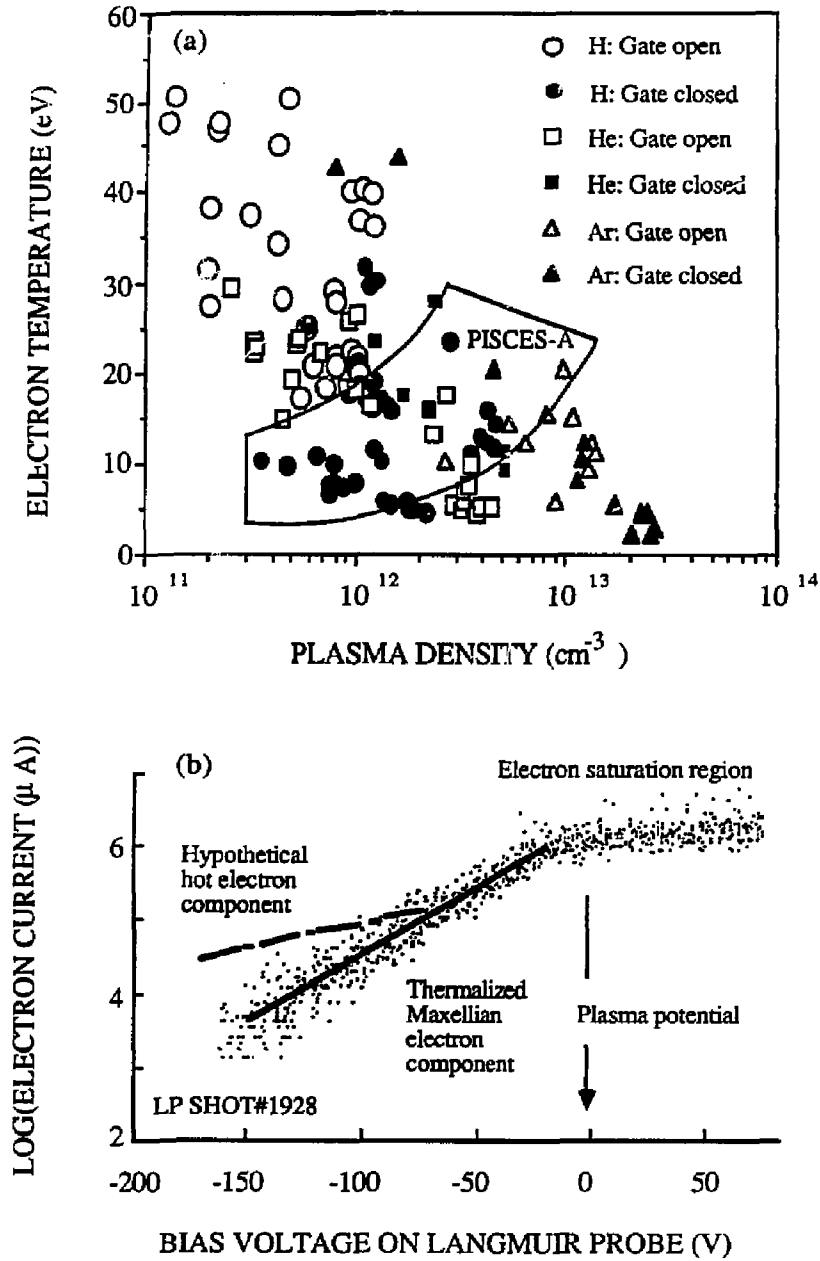 (a)
60
50
40
30
20
10
0
ELECTRON TEMPERATURE (eV)
H: Gate open
H: Gate closed
He: Gate open
He: Gate closed
Ar: Gate open
Ar: Gate closed
PISCES-A
10 11
10 12
10 13
10 14
PLASMA DENSITY (cm-3 )
(b)
Electron saturation region
6
4
2
LOG(ELECTRON CURRENT (μ A))
Hypothetical
hot electron
component
Thermalized
Maxellian
electron
component
Plasma potential
LP SHOT#1928
-200
-150
-100
-50
0
50
BIAS VOLTAGE ON LANGMUIR PROBE (V)